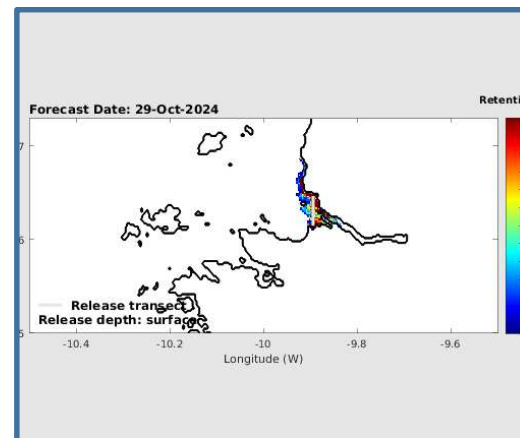 Retenti
Forecast Date: 29-Oct-2024
7
6
5
Release transect
Release depth: surface
-10.4 -10.2 -10 -9.8 -9.6
Longitude (W)